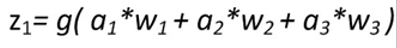 z₁= g( a₁*w₁ + a₂*w₂ + a₃*w₃ )